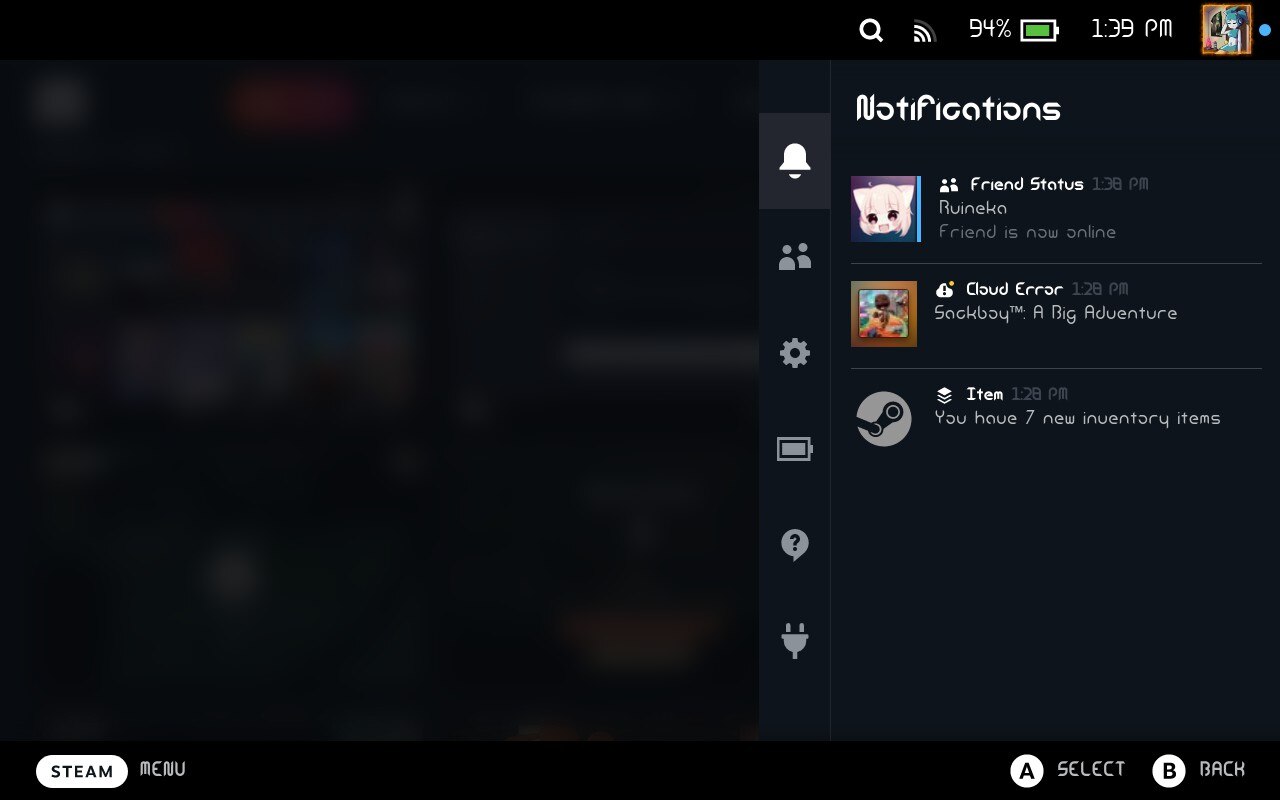 94% 1:39 PM
Notifications
Friend Status 1:38 PM
Ruineka
Friend is now online
Cloud Error 1:28 PM
Sackboy™: A Big Adventure
Item 1:28 PM
You have 7 new inventory items
STEAM MENU A SELECT B BACK